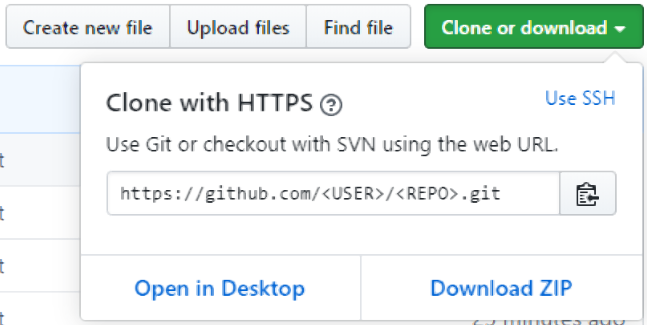 Create new file Upload files Find file Clone or download
Clone with HTTPS ? Use SSH
Use Git or checkout with SVN using the web URL.
https://github.com/<USER>/<REPO>.git
Open in Desktop Download ZIP
minutes ago